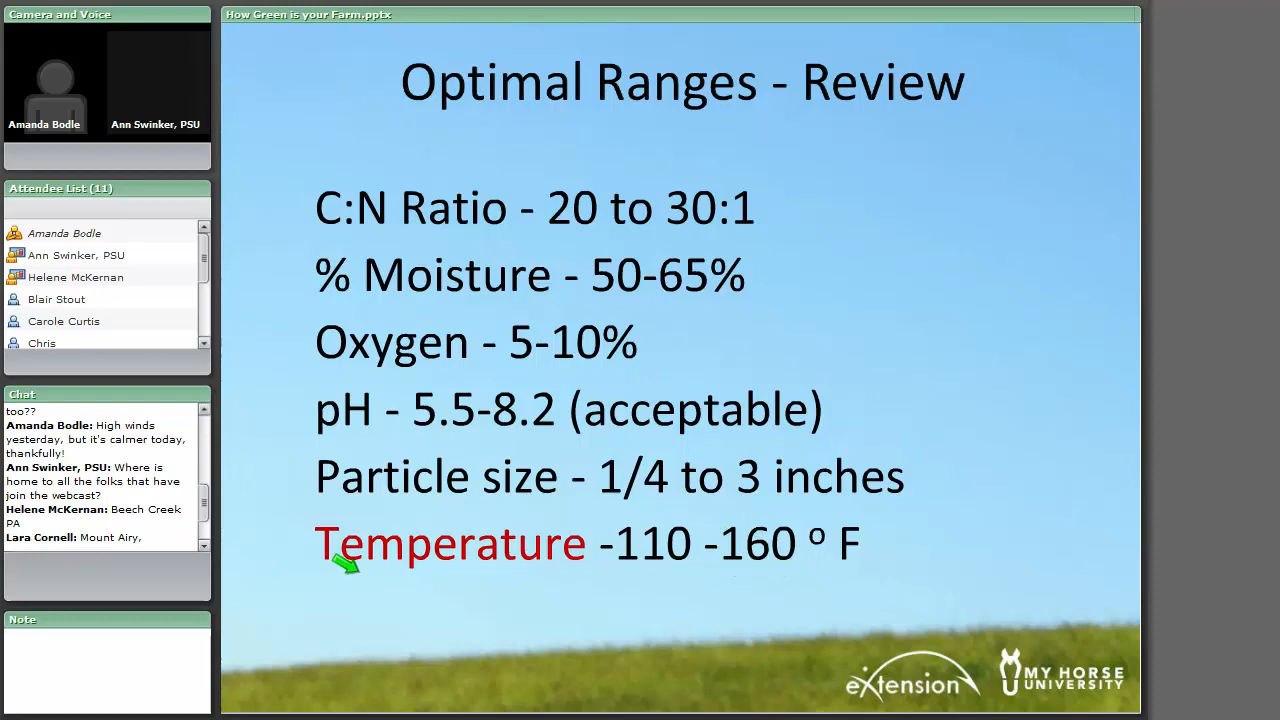 Camera and Voice
Amanda Bodle
Ann Swinker, PSU
Attendee List (11)
Amanda Bodle
Ann Swinker, PSU
Helene McKernan
Blair Stout
Carole Curtis
Chris
Chat
too??
Amanda Bodle: High winds
yesterday, but it's calmer today,
thankfully!
Ann Swinker, PSU: Where is
home to all the folks that have
join the webcast?
Helene McKernan: Beech Creek
PA
Lara Cornell: Mount Airy,
Note
How Green is your Farm.pptx
Optimal Ranges - Review
C:N Ratio - 20 to 30:1
% Moisture - 50-65%
Oxygen - 5-10%
pH - 5.5-8.2 (acceptable)
Particle size - 1/4 to 3 inches
Temperature -110 -160 º F
eXtension
MY HORSE
UNIVERSITY